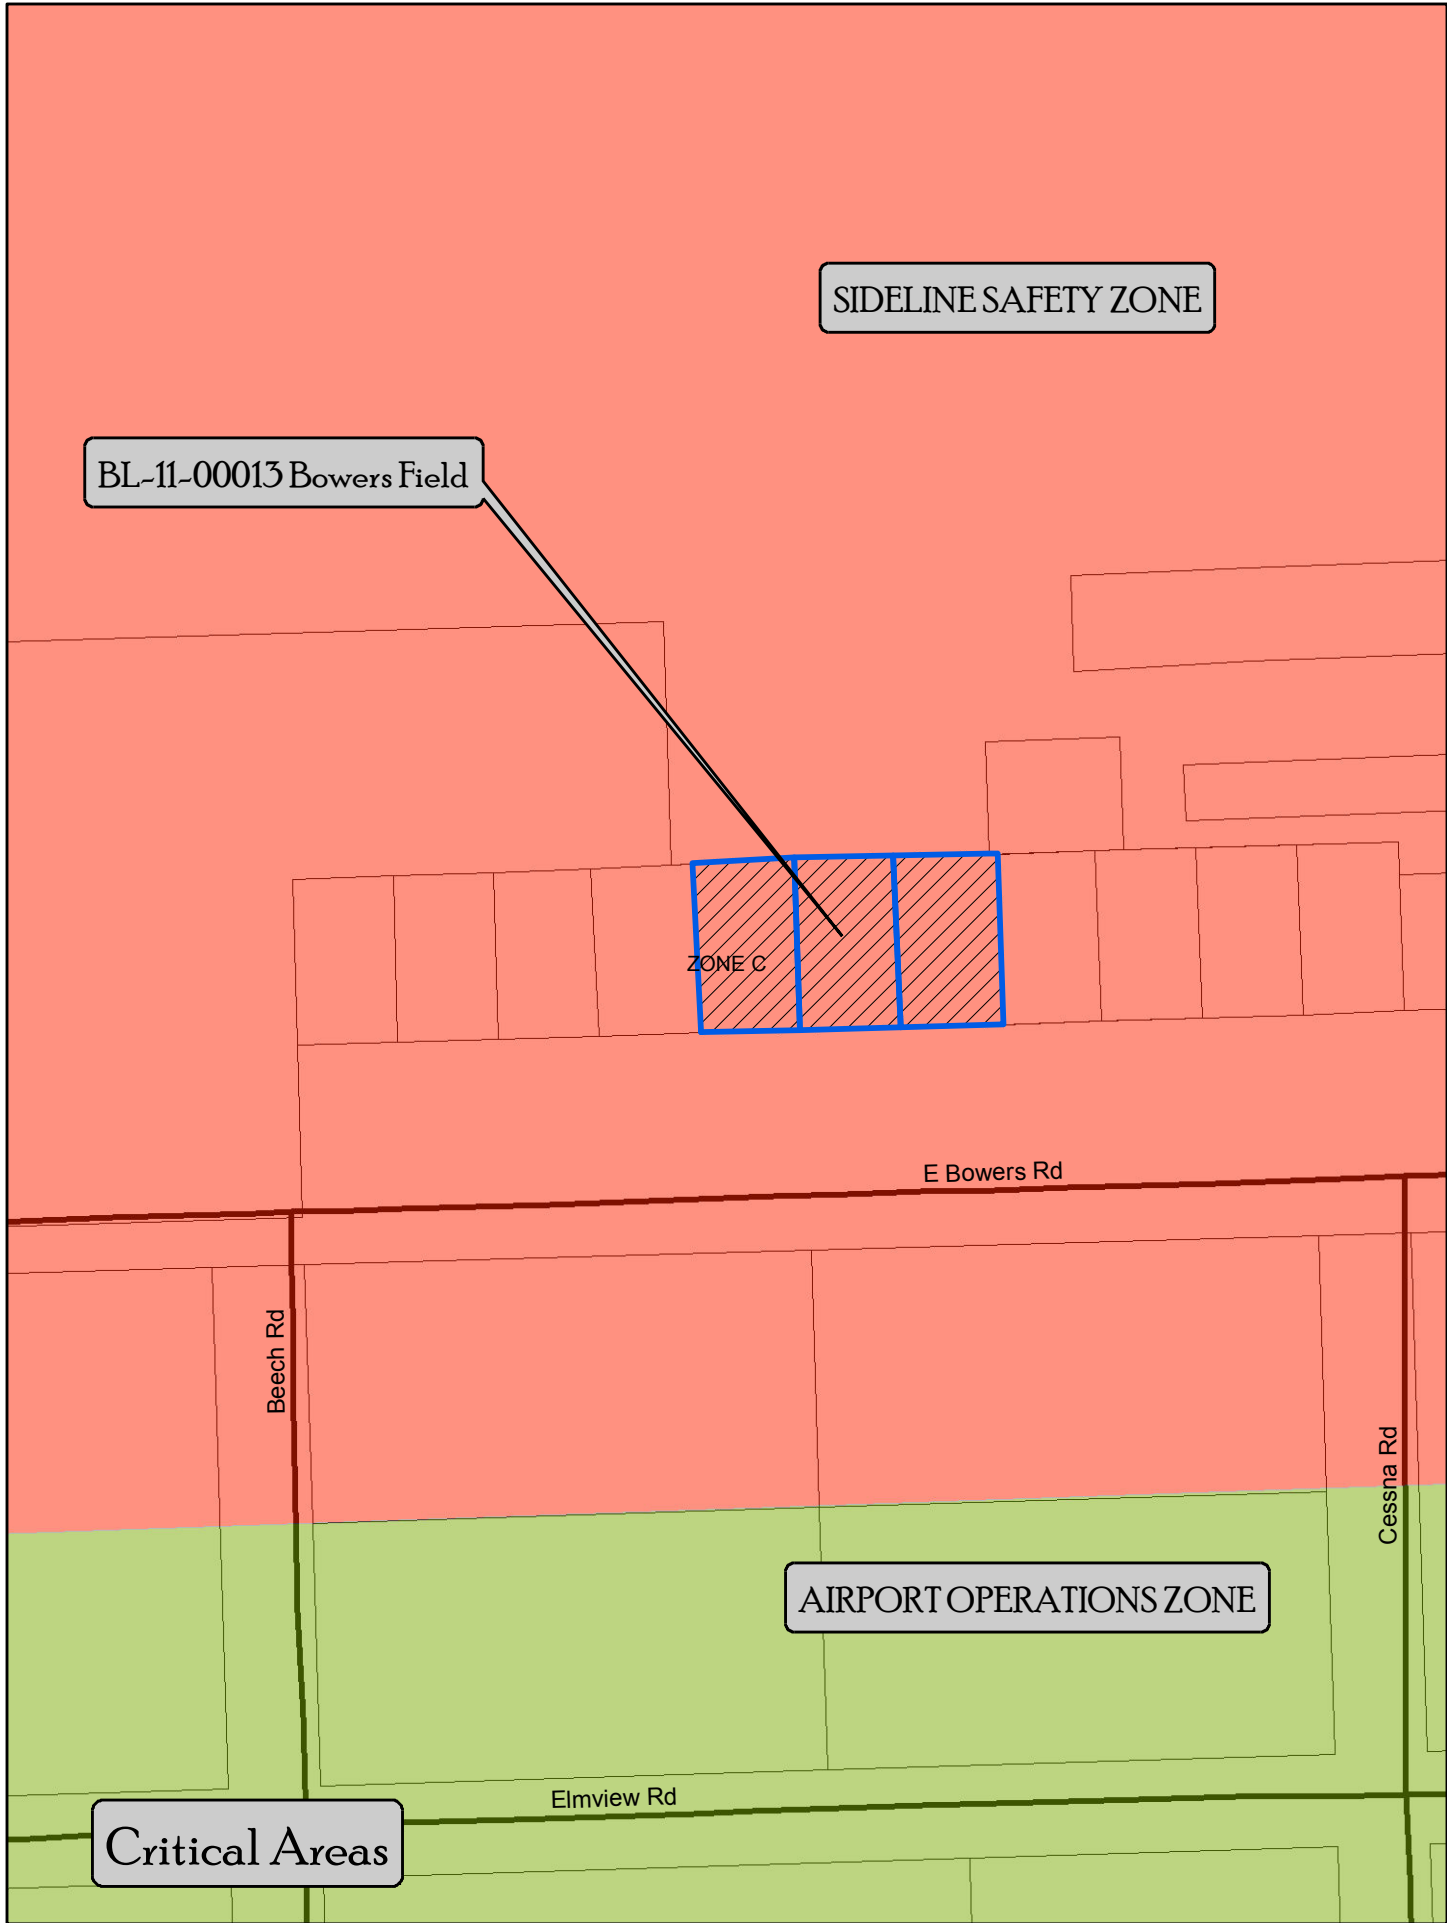 SIDELINE SAFETY ZONE
BL-11-00013 Bowers Field
ZONE C
E Bowers Rd
Beech Rd
Cessna Rd
AIRPORT OPERATIONS ZONE
Elmview Rd
Critical Areas